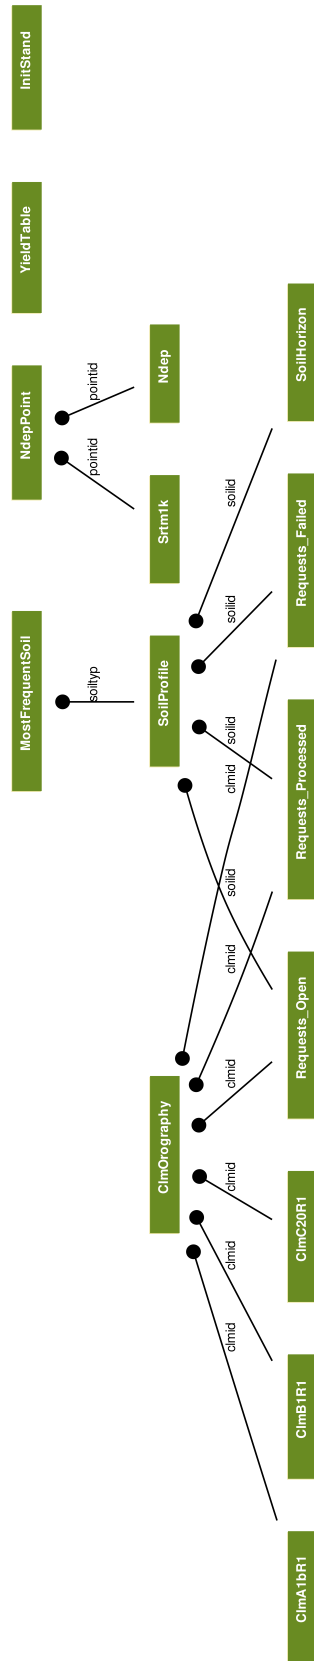 InitStand
YieldTable
NdepPoint
MostFrequentSoil
pointid
pointid
soiltyp
Ndep
Srtm1k
SoilProfile
ClmOrography
soilid
soilid
soilid
clmid
soilid
clmid
clmid
clmid
clmid
clmid
SoilHorizon
Requests_Failed
Requests_Processed
Requests_Open
ClmC20R1
ClmB1R1
ClmA1bR1